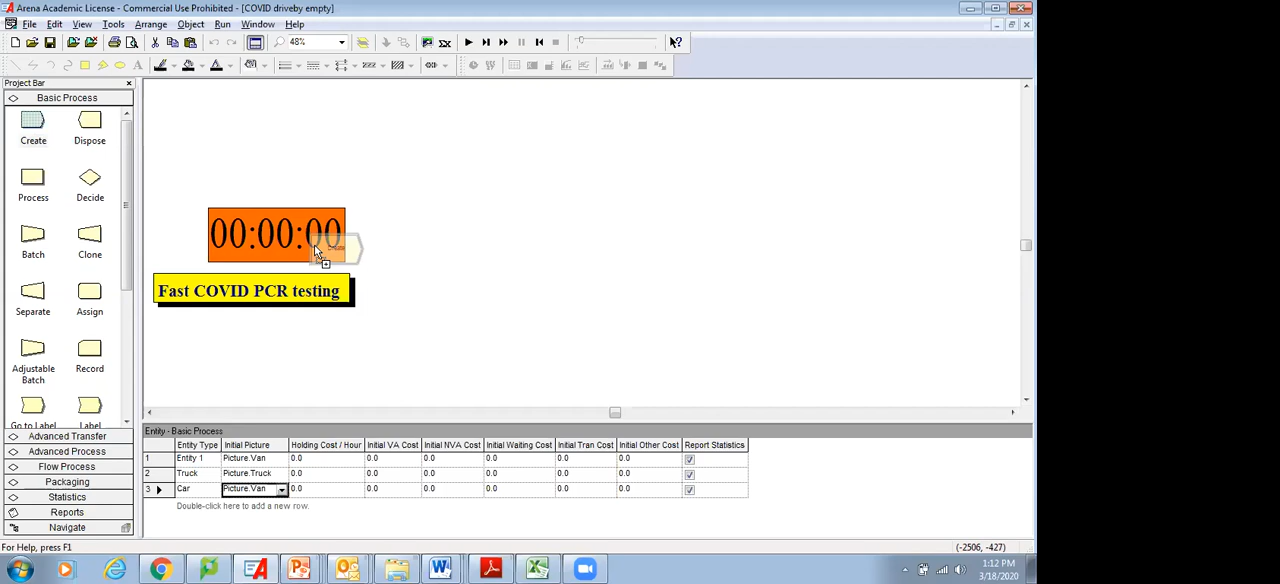 Arena Academic License - Commercial Use Prohibited - [COVID driveby empty]
File Edit View Tools Arrange Object Run Window Help
48%
Project Bar
Basic Process
Create Dispose
Process Decide
Batch Clone
Separate Assign
Adjustable Batch Record
Go to Label Label
Advanced Transfer
Advanced Process
Flow Process
Packaging
Statistics
Reports
Navigate
00:00:00
Fast COVID PCR testing
Entity - Basic Process
Entity Type Initial Picture Holding Cost / Hour Initial VA Cost Initial NVA Cost Initial Waiting Cost Initial Tran Cost Initial Other Cost Report Statistics
1 Entity 1 Picture.Van 0.0 0.0 0.0 0.0 0.0 0.0
2 Truck Picture.Truck 0.0 0.0 0.0 0.0 0.0 0.0
3 Car Picture.Van 0.0 0.0 0.0 0.0 0.0 0.0
Double-click here to add a new row.
For Help, press F1
(-2506, -427)
1:12 PM
3/18/2020